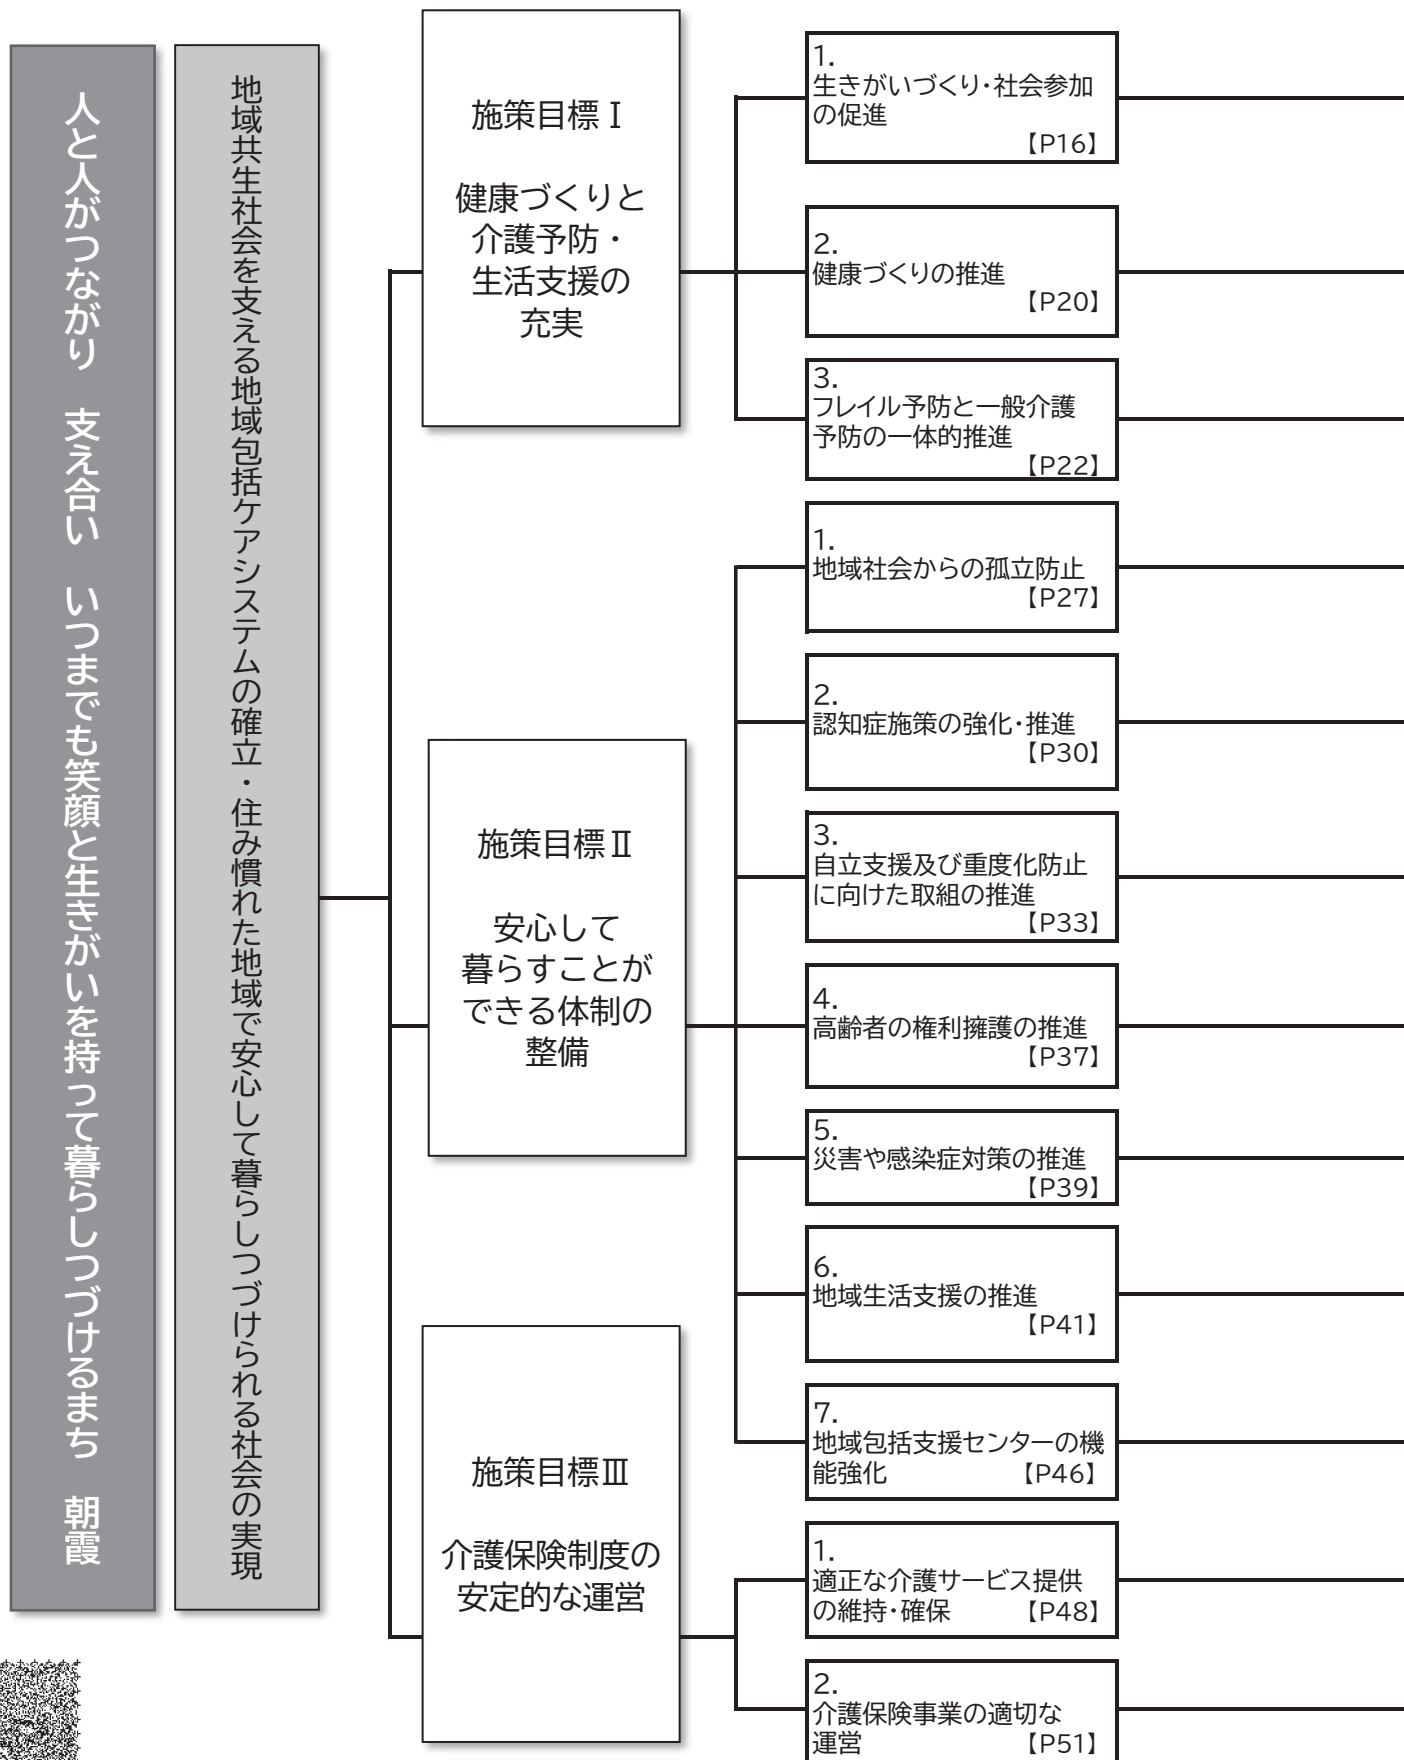 人と人がつながり　支え合い　いつまでも笑顔と生きがいを持って暮らしつづけるまち　朝霞
地域共生社会を支える地域包括ケアシステムの確立・住み慣れた地域で安心して暮らしつづけられる社会の実現
施策目標Ⅰ
健康づくりと
介護予防・
生活支援の
充実
1.
生きがいづくり・社会参加
の促進
【P16】
2.
健康づくりの推進
【P20】
3.
フレイル予防と一般介護
予防の一体的推進
【P22】
施策目標Ⅱ
安心して
暮らすことが
できる体制の
整備
1.
地域社会からの孤立防止
【P27】
2.
認知症施策の強化・推進
【P30】
3.
自立支援及び重度化防止
に向けた取組の推進
【P33】
4.
高齢者の権利擁護の推進
【P37】
5.
災害や感染症対策の推進
【P39】
6.
地域生活支援の推進
【P41】
7.
地域包括支援センターの機
能強化　【P46】
施策目標Ⅲ
介護保険制度の
安定的な運営
1.
適正な介護サービス提供
の維持・確保　【P48】
2.
介護保険事業の適切な
運営　【P51】